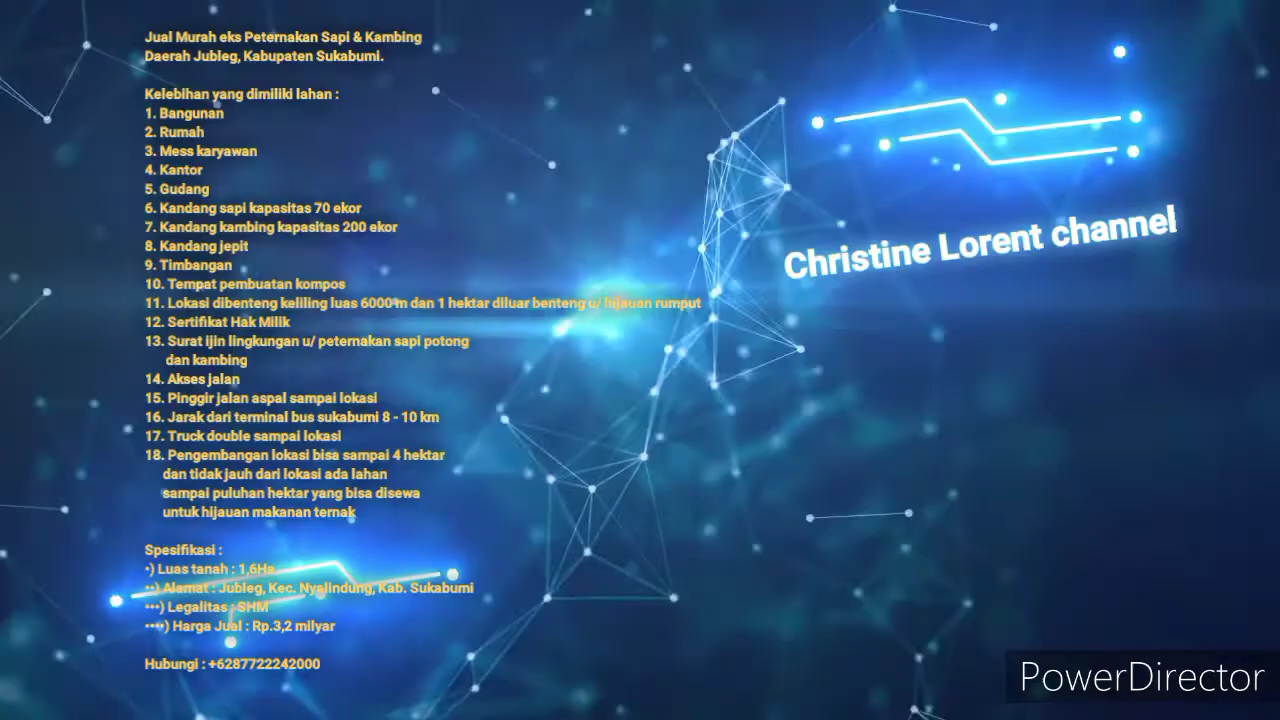 Jual Murah eks Peternakan Sapi & Kambing
Daerah Jubleg, Kabupaten Sukabumi.
Kelebihan yang dimiliki lahan :
1. Bangunan
2. Rumah
3. Mess karyawan
4. Kantor
5. Gudang
6. Kandang sapi kapasitas 70 ekor
7. Kandang kambing kapasitas 200 ekor
8. Kandang jepit
9. Timbangan
10. Tempat pembuatan kompos
11. Lokasi dibenteng keliling luas 6000 m dan 1 hektar diluar benteng u/ hijauan rumput
12. Sertifikat Hak Milik
13. Surat ijin lingkungan u/ peternakan sapi potong
dan kambing
14. Akses jalan
15. Pinggir jalan aspal sampai lokasi
16. Jarak dari terminal bus sukabumi 8 - 10 km
17. Truck double sampai lokasi
18. Pengembangan lokasi bisa sampai 4 hektar
dan tidak jauh dari lokasi ada lahan
sampai puluhan hektar yang bisa disewa
untuk hijauan makanan ternak
Spesifikasi :
•) Luas tanah : 1,6Ha
••) Alamat : Jubleg, Kec. Nyalindung, Kab. Sukabumi
•••) Legalitas : SHM
••••) Harga Jual : Rp.3,2 milyar
Hubungi : +6287722242000
Christine Lorent channel
PowerDirector